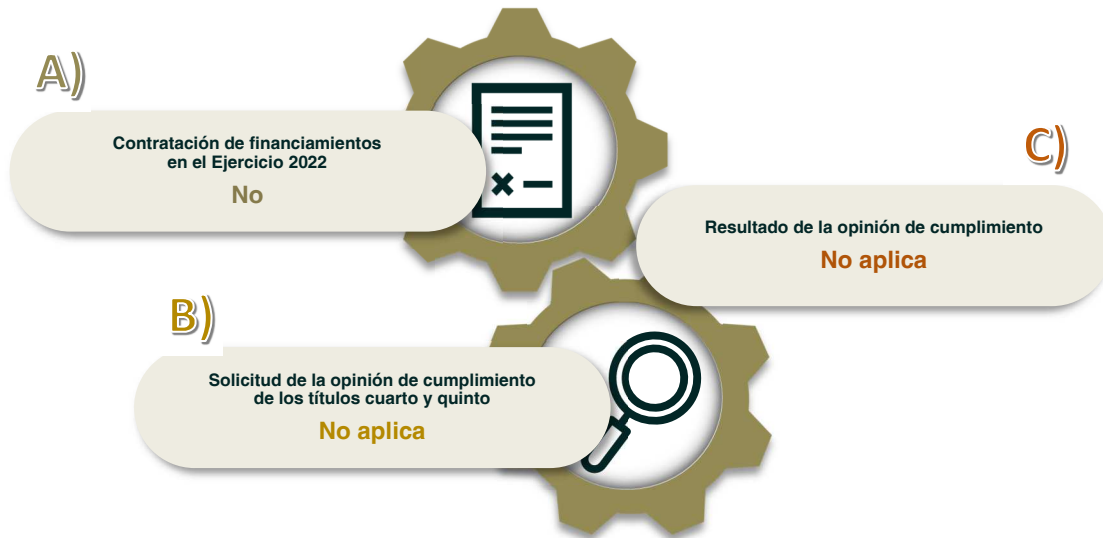 A)
Contratación de financiamientos
en el Ejercicio 2022
No
B)
Solicitud de la opinión de cumplimiento
de los títulos cuarto y quinto
No aplica
C)
Resultado de la opinión de cumplimiento
No aplica